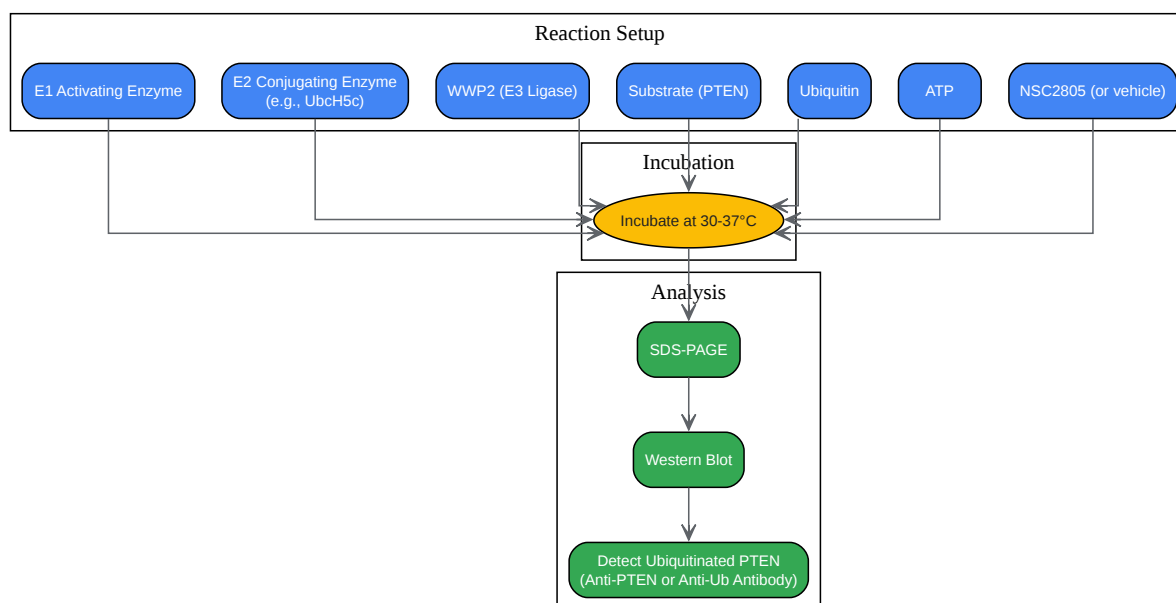 Reaction Setup
E1 Activating Enzyme
E2 Conjugating Enzyme
(e.g., UbcH5c)
WWP2 (E3 Ligase)
Substrate (PTEN)
Ubiquitin
ATP
NSC2805 (or vehicle)
Incubation
Incubate at 30-37°C
Analysis
SDS-PAGE
Western Blot
Detect Ubiquitinated PTEN
(Anti-PTEN or Anti-Ub Antibody)